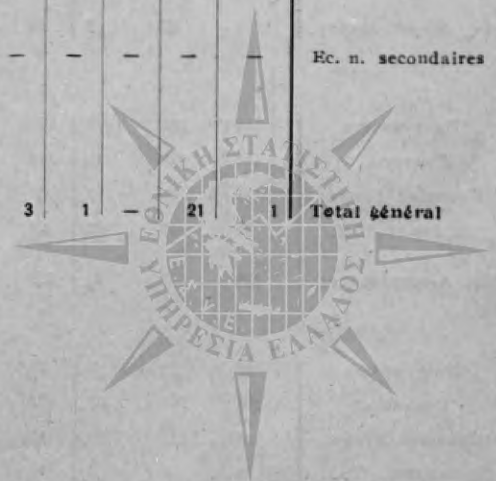 — — — — — Ec. n. secondaires
3 1 — 21 1 Total général
ΕΘΝΙΚΗ ΣΤΑΤΙΣΤΙΚΗ
ΥΠΗΡΕΣΙΑ ΕΛΛΑΔΟΣ
Ε Σ Υ Ε